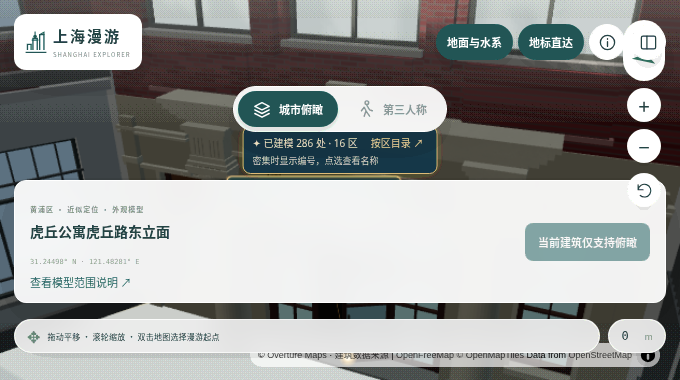 上海漫游
SHANGHAI EXPLORER
地面与水系
地标直达
城市俯瞰
第三人称
✦ 已建模 286 处 · 16 区 按区目录 ↗
密集时显示编号，点选查看名称
黄浦区 · 近似定位 · 外观模型
虎丘公寓虎丘路东立面
31.24498° N · 121.48201° E
查看模型范围说明 ↗
当前建筑仅支持俯瞰
拖动平移 · 滚轮缩放 · 双击地图选择漫游起点
0 m
© Overture Maps · 建筑数据来源 | OpenFreeMap © OpenMapTiles Data from OpenStreetMap